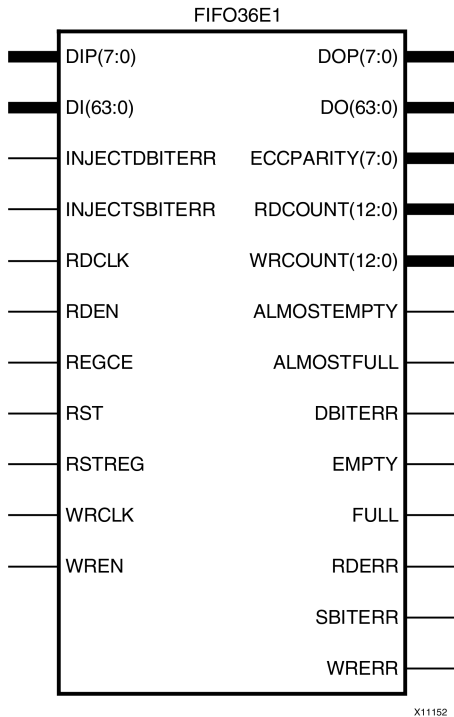 FIFO36E1
DIP(7:0) DOP(7:0)
DI(63:0) DO(63:0)
INJECTDBITERR ECCPARITY(7:0)
INJECTSBITERR RDCOUNT(12:0)
RDCLK WRCOUNT(12:0)
RDEN ALMOSTEMPTY
REGCE ALMOSTFULL
RST DBITERR
RSTREG EMPTY
WRCLK FULL
WREN RDERR
SBITERR
WRERR
X11152